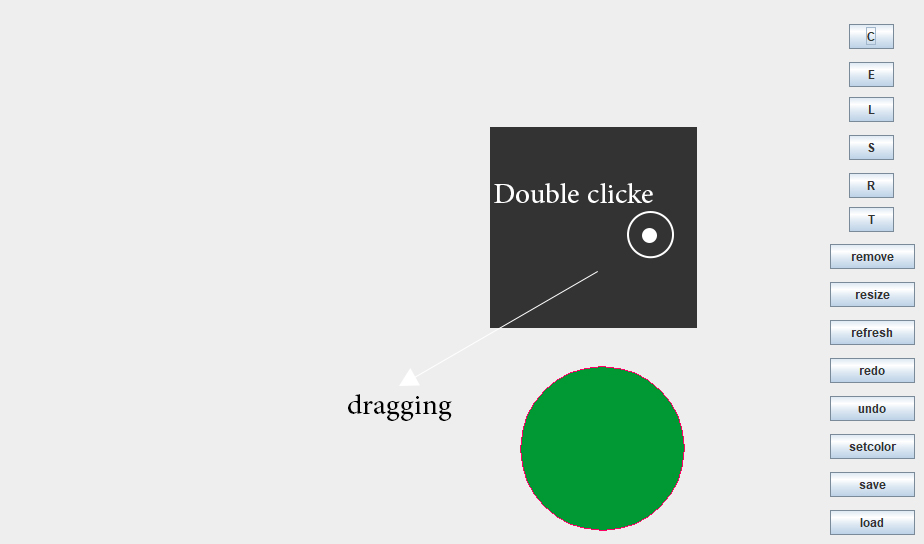 C
E
L
S
R
T
remove
resize
refresh
redo
undo
setcolor
save
load
Double clicke
dragging